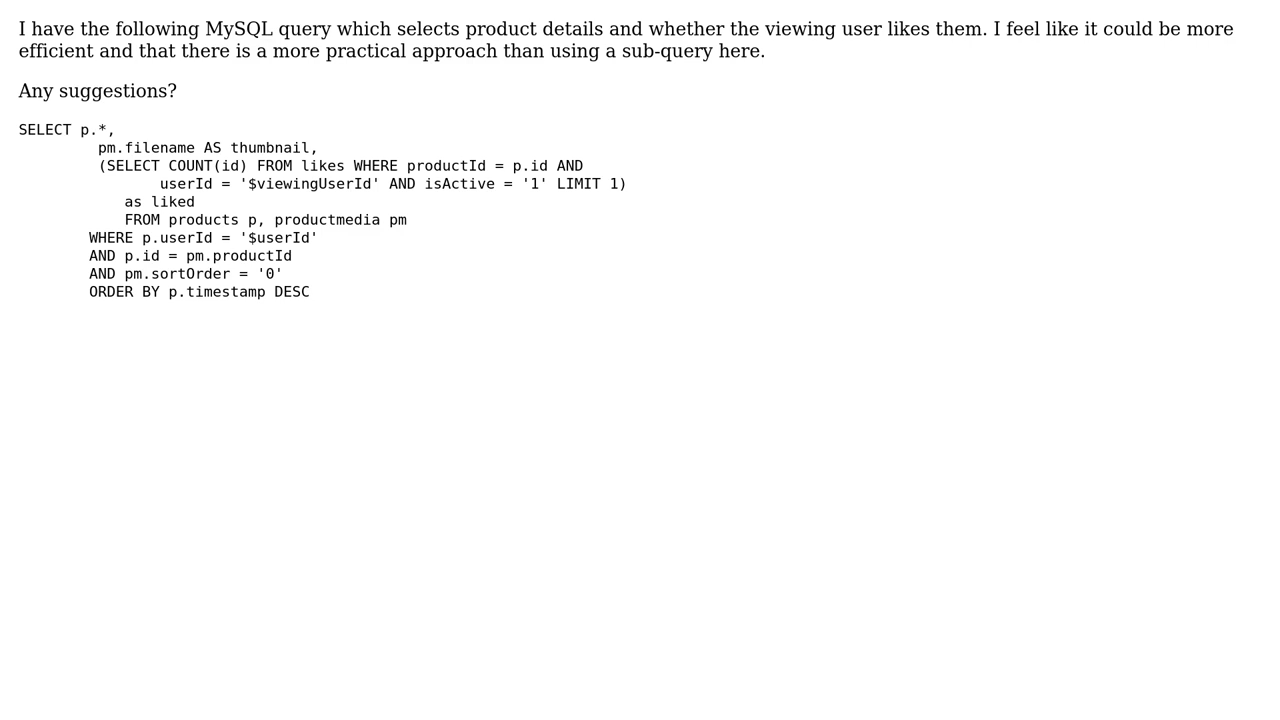 I have the following MySQL query which selects product details and whether the viewing user likes them. I feel like it could be more
efficient and that there is a more practical approach than using a sub-query here.
Any suggestions?
SELECT p.*,
         pm.filename AS thumbnail,
         (SELECT COUNT(id) FROM likes WHERE productId = p.id AND
                userId = '$viewingUserId' AND isActive = '1' LIMIT 1)
            as liked
            FROM products p, productmedia pm
        WHERE p.userId = '$userId'
        AND p.id = pm.productId
        AND pm.sortOrder = '0'
        ORDER BY p.timestamp DESC